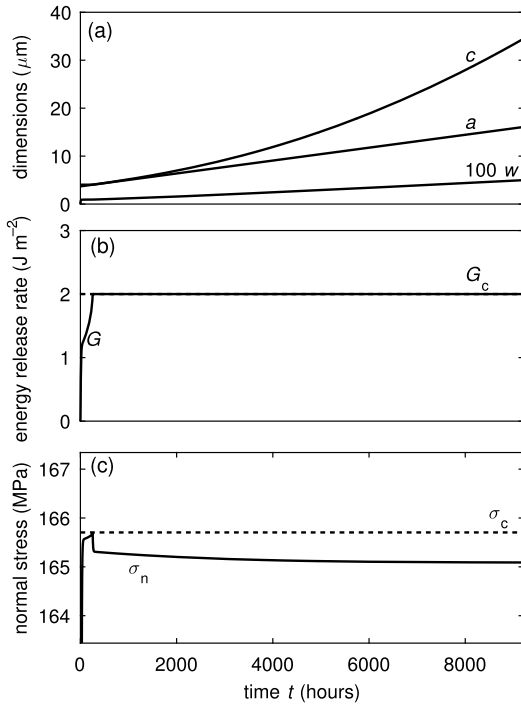 (a)
dimensions (μm)
40
30
20
10
0
c
a
100 w
(b)
energy release rate (J m⁻²)
3
2
1
0
G
G_c
(c)
normal stress (MPa)
167
166
165
164
σ_c
σ_n
0 2000 4000 6000 8000
time t (hours)